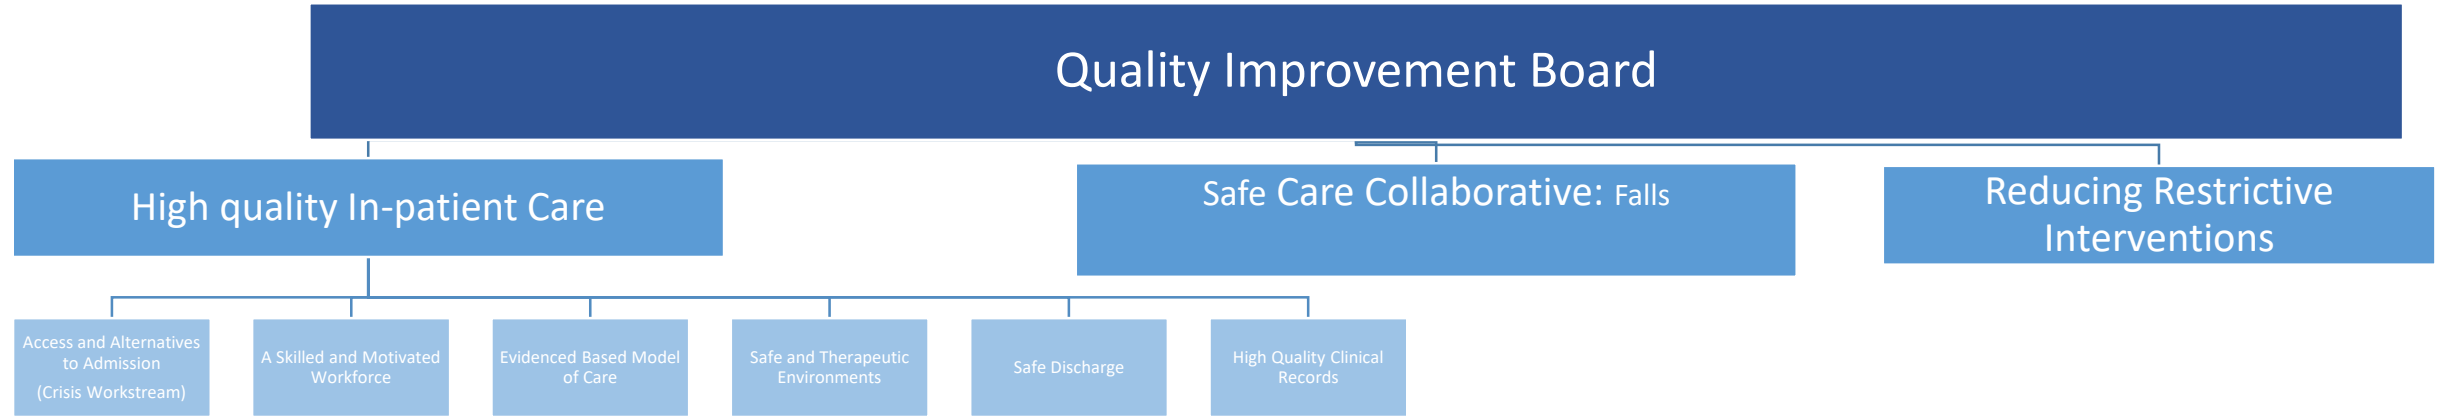 Quality Improvement Board
High quality In-patient Care
Safe Care Collaborative: Falls
Reducing Restrictive
Interventions
Access and Alternatives
to Admission
(Crisis Workstream)
A Skilled and Motivated
Workforce
Evidenced Based Model
of Care
Safe and Therapeutic
Environments
Safe Discharge
High Quality Clinical
Records